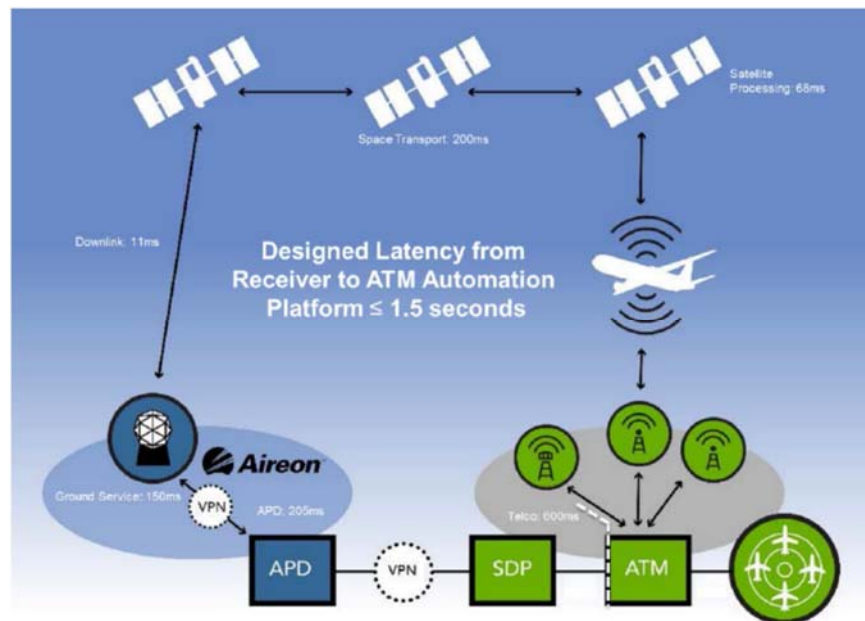 Satellite
Processing: 68ms
Space Transport: 200ms
Downlink: 11ms
Designed Latency from
Receiver to ATM Automation
Platform ≤ 1.5 seconds
Aireon
Ground Service: 150ms
VPN
APD: 205ms
Telco: 600ms
APD
VPN
SDP
ATM